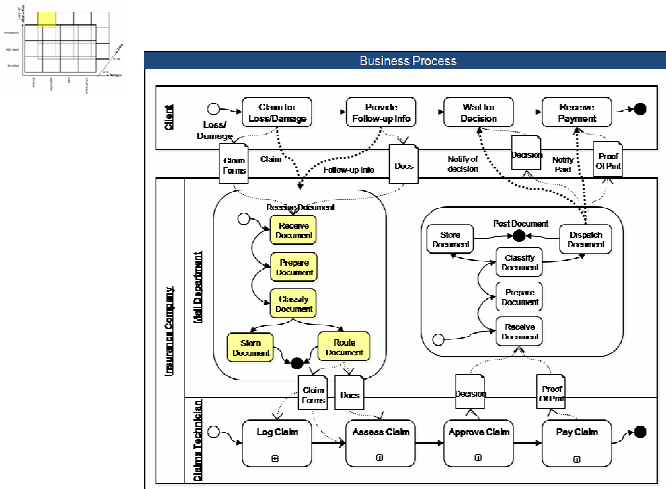 Business Process
Client
Claim for
Loss/Damage
Provide
Follow-up Info
Wait for
Decision
Receive
Payment
Loss/
Damage
Claim
Forms
Claim
Follow-up Info
Docs
Notify of
decision
Decision
Notify
Paid
Proof
Of Pmt
Insurance Company
Mail Department
Receive Document
Receive
Document
Prepare
Document
Classify
Document
Store
Document
Route
Document
Post Document
Store
Document
Dispatch
Document
Classify
Document
Prepare
Document
Receive
Document
Claim
Forms
Docs
Decision
Proof
Of Pmt
Claims Technician
Log Claim
Assess Claim
Approve Claim
Pay Claim